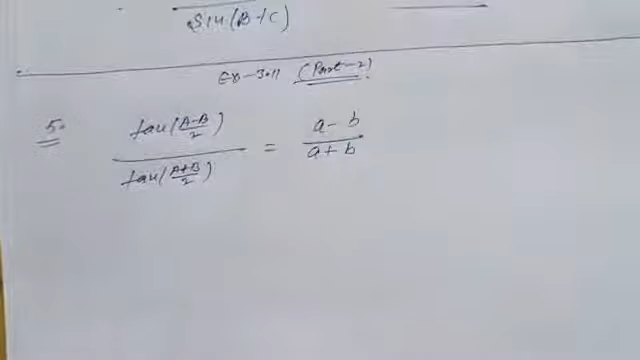 Sin(B+C)
Ex-3.11 (Part-2)
5. tan(A-B/2) / tan(A+B/2) = a-b / a+b